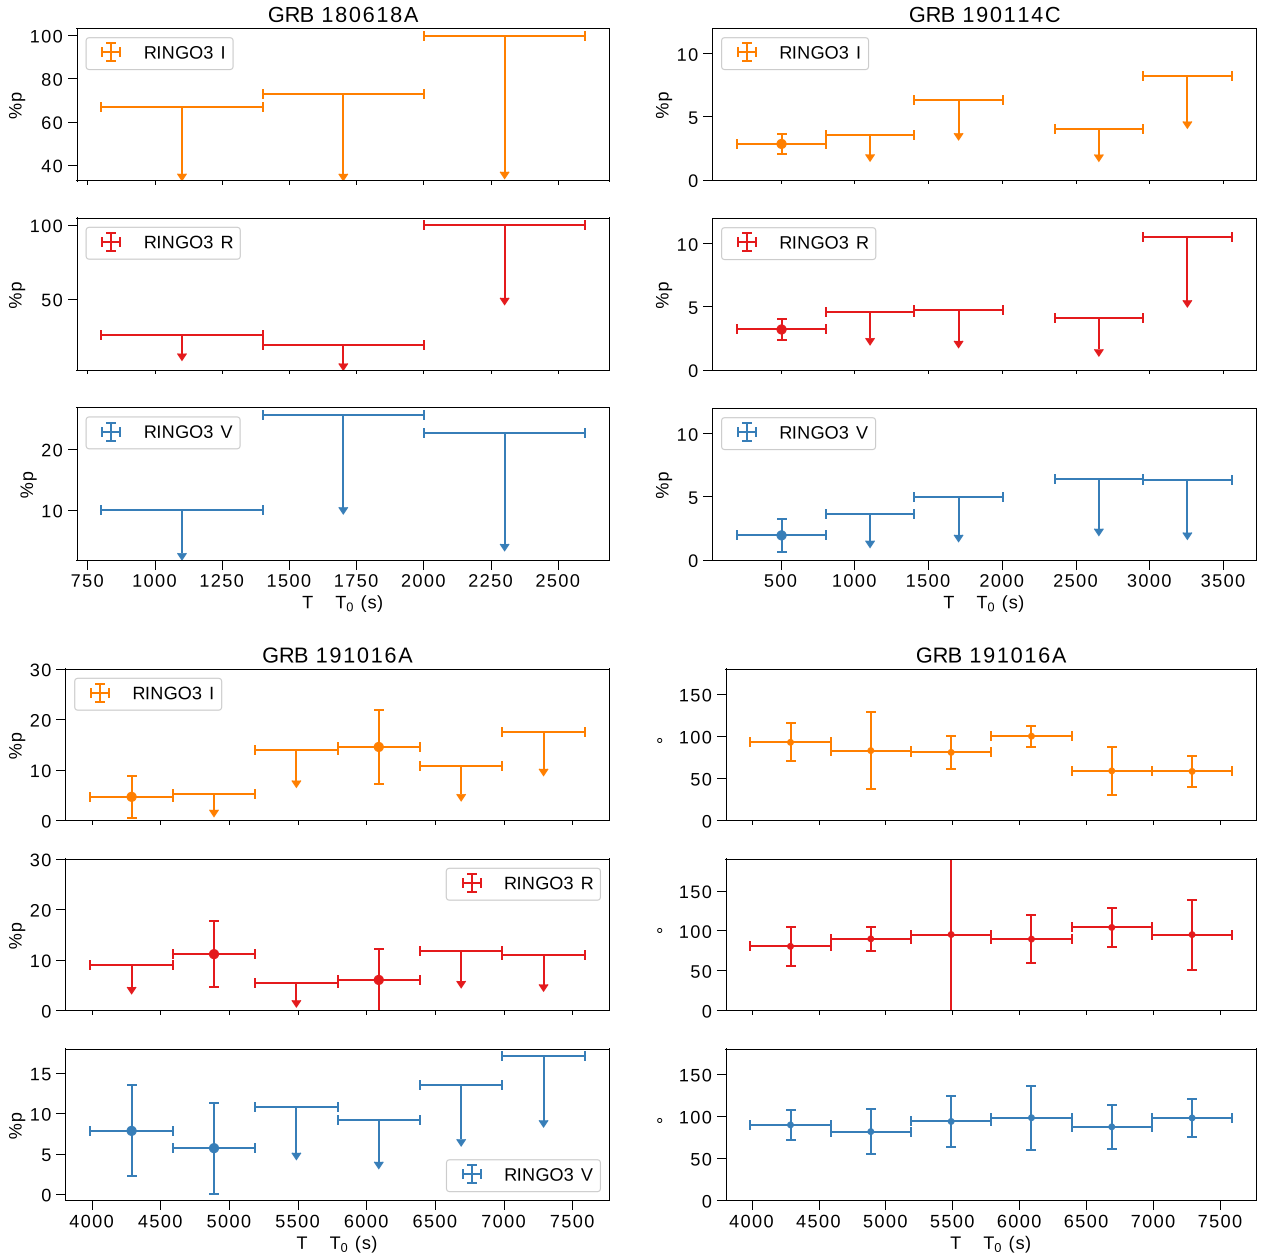 GRB 180618A
100
80
60
40
%p
RINGO3 I
100
50
%p
RINGO3 R
20
10
%p
RINGO3 V
750 1000 1250 1500 1750 2000 2250 2500
T T0 (s)
GRB 190114C
10
5
0
%p
RINGO3 I
10
5
0
%p
RINGO3 R
10
5
0
%p
RINGO3 V
500 1000 1500 2000 2500 3000 3500
T T0 (s)
GRB 191016A
30
20
10
0
%p
RINGO3 I
30
20
10
0
%p
RINGO3 R
15
10
5
0
%p
RINGO3 V
4000 4500 5000 5500 6000 6500 7000 7500
T T0 (s)
GRB 191016A
150
100
50
0
°
150
100
50
0
°
150
100
50
0
°
4000 4500 5000 5500 6000 6500 7000 7500
T T0 (s)